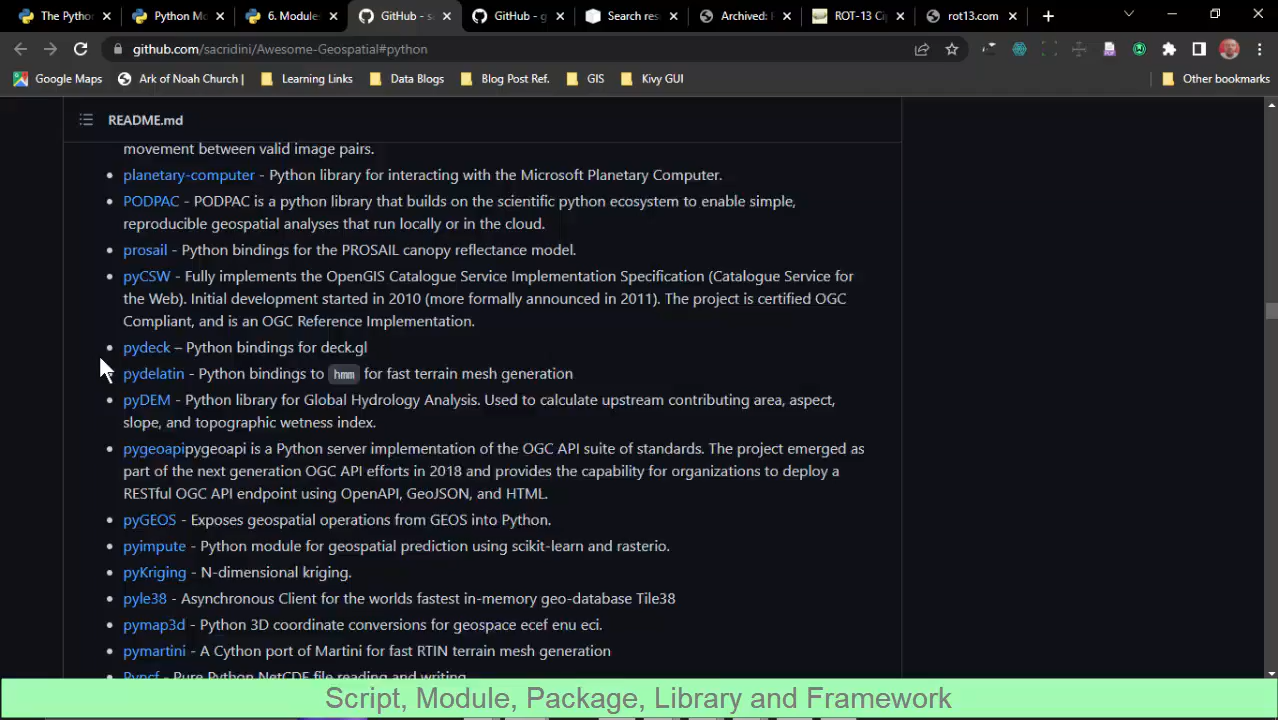 The Pytho
Python Mo
6. Module
GitHub - s
GitHub - g
Search res
Archived:
ROT-13 Ci
rot13.com
github.com/sacridini/Awesome-Geospatial#python
Google Maps
Ark of Noah Church |
Learning Links
Data Blogs
Blog Post Ref.
GIS
Kivy GUI
Other bookmarks
README.md
movement between valid image pairs.
planetary-computer - Python library for interacting with the Microsoft Planetary Computer.
PODPAC - PODPAC is a python library that builds on the scientific python ecosystem to enable simple,
reproducible geospatial analyses that run locally or in the cloud.
prosail - Python bindings for the PROSAIL canopy reflectance model.
pyCSW - Fully implements the OpenGIS Catalogue Service Implementation Specification (Catalogue Service for
the Web). Initial development started in 2010 (more formally announced in 2011). The project is certified OGC
Compliant, and is an OGC Reference Implementation.
pydeck – Python bindings for deck.gl
pydelatin - Python bindings to hmm for fast terrain mesh generation
pyDEM - Python library for Global Hydrology Analysis. Used to calculate upstream contributing area, aspect,
slope, and topographic wetness index.
pygeoapipygeoapi is a Python server implementation of the OGC API suite of standards. The project emerged as
part of the next generation OGC API efforts in 2018 and provides the capability for organizations to deploy a
RESTful OGC API endpoint using OpenAPI, GeoJSON, and HTML.
pyGEOS - Exposes geospatial operations from GEOS into Python.
pyimpute - Python module for geospatial prediction using scikit-learn and rasterio.
pyKriging - N-dimensional kriging.
pyle38 - Asynchronous Client for the worlds fastest in-memory geo-database Tile38
pymap3d - Python 3D coordinate conversions for geospace ecef enu eci.
pymartini - A Cython port of Martini for fast RTIN terrain mesh generation
Pyncf - Pure Python NetCDF file reading and writing.
Script, Module, Package, Library and Framework